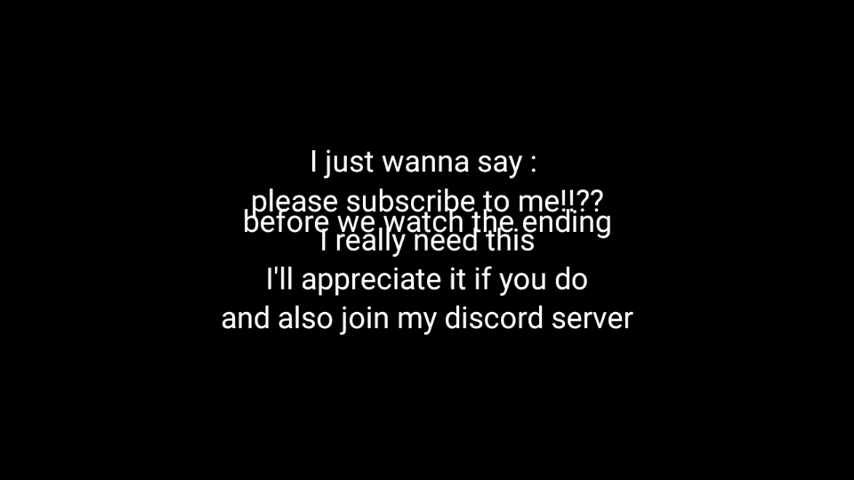 I just wanna say :
please subscribe to me!!??
before we watch the ending
I really need this
I'll appreciate it if you do
and also join my discord server